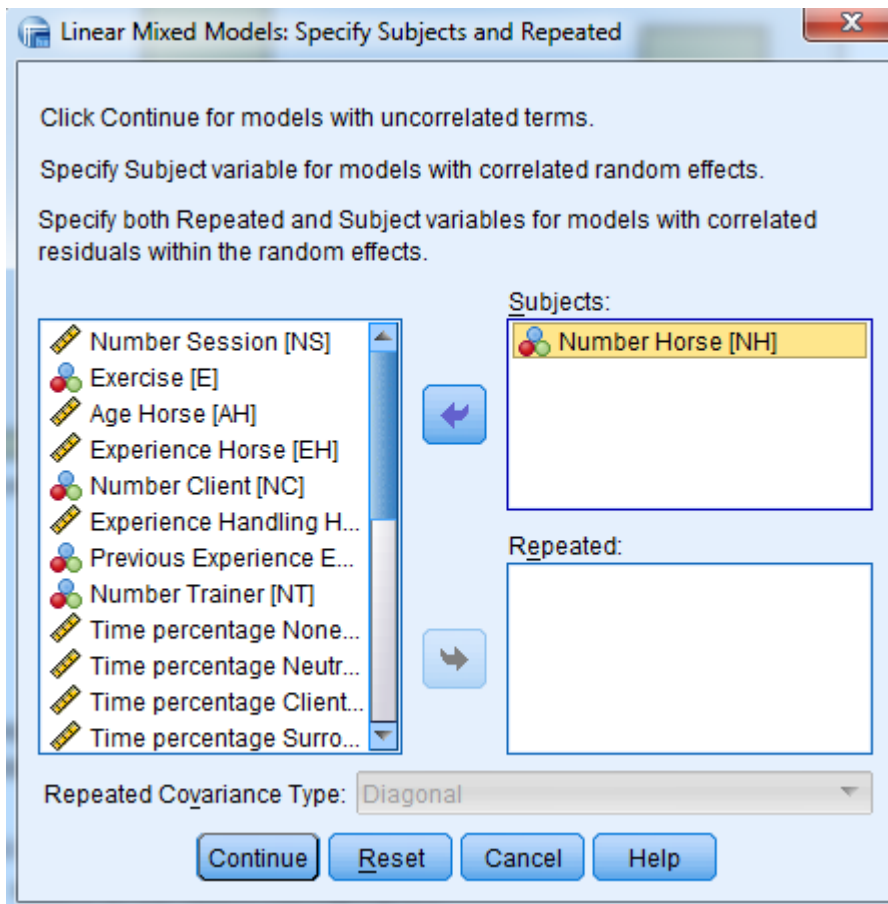 Linear Mixed Models: Specify Subjects and Repeated
Click Continue for models with uncorrelated terms.
Specify Subject variable for models with correlated random effects.
Specify both Repeated and Subject variables for models with correlated
residuals within the random effects.
Number Session [NS]
Exercise [E]
Age Horse [AH]
Experience Horse [EH]
Number Client [NC]
Experience Handling H...
Previous Experience E...
Number Trainer [NT]
Time percentage None...
Time percentage Neutr...
Time percentage Client...
Time percentage Surro...
Subjects:
Number Horse [NH]
Repeated:
Repeated Covariance Type: Diagonal
Continue Reset Cancel Help